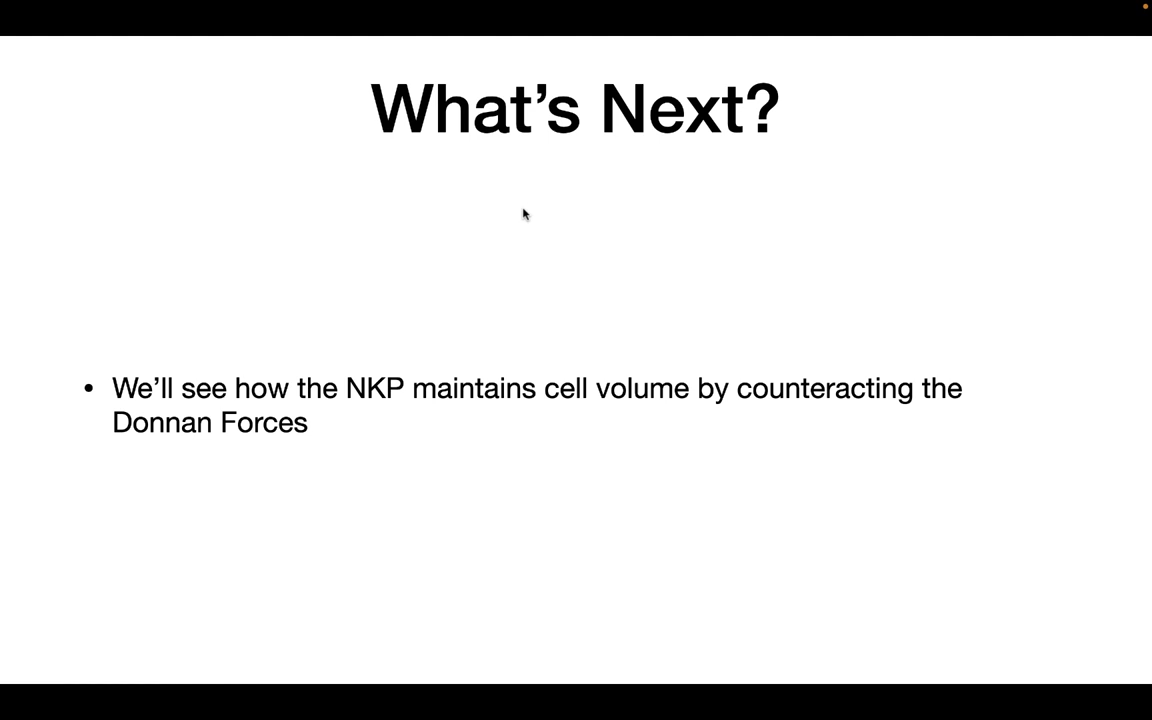 What’s Next?
• We’ll see how the NKP maintains cell volume by counteracting the
Donnan Forces